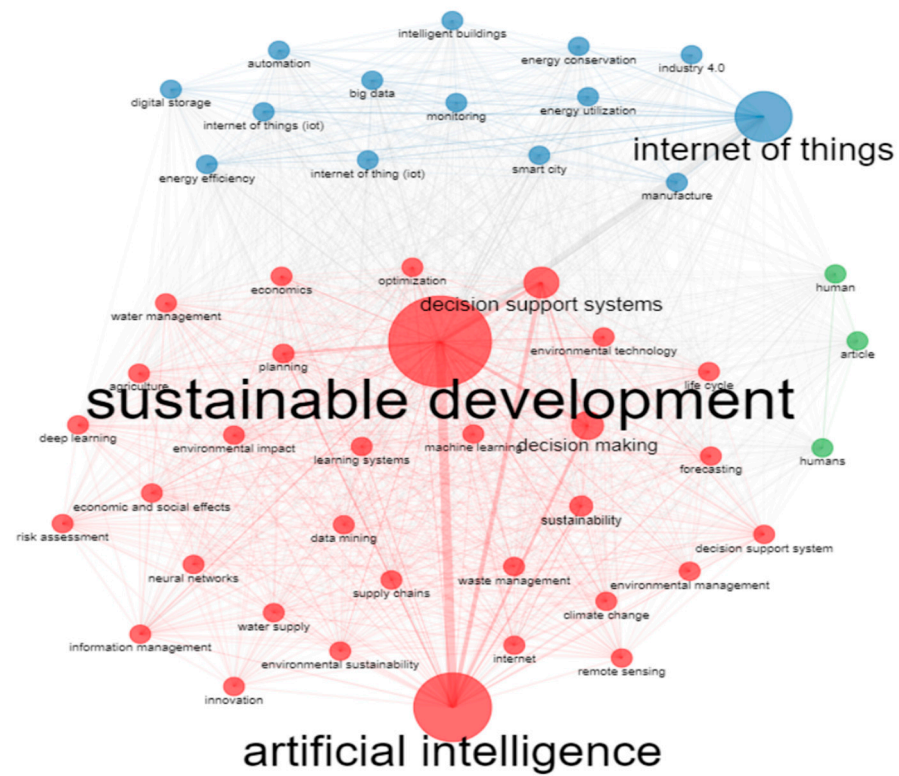 intelligent buildings
automation
energy conservation
industry 4.0
big data
digital storage
monitoring
energy utilization
internet of things (iot)
internet of things
internet of thing (iot)
smart city
energy efficiency
manufacture
optimization
economics
human
decision support systems
water management
environmental technology
article
planning
life cycle
agriculture
sustainable development
deep learning
environmental impact
machine learning
decision making
learning systems
forecasting
humans
economic and social effects
sustainability
risk assessment
data mining
decision support system
neural networks
waste management
environmental management
supply chains
climate change
water supply
information management
internet
environmental sustainability
remote sensing
innovation
artificial intelligence